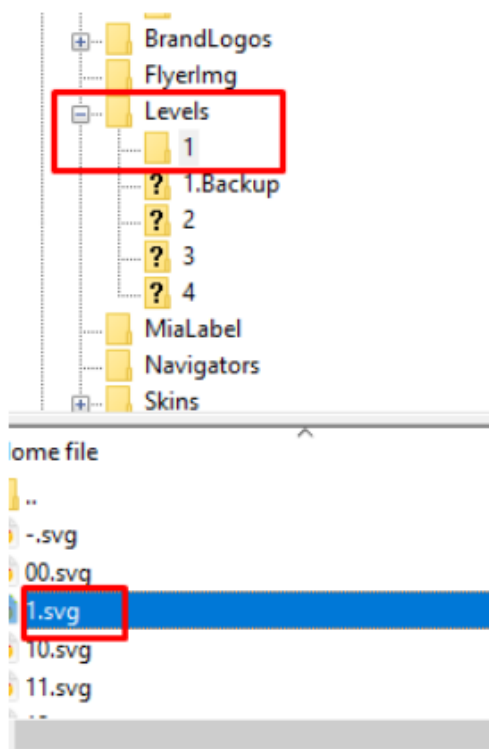 BrandLogos
FlyerImg
Levels
1
? 1.Backup
? 2
? 3
? 4
MiaLabel
Navigators
Skins
ome file
..
-.svg
00.svg
1.svg
10.svg
11.svg